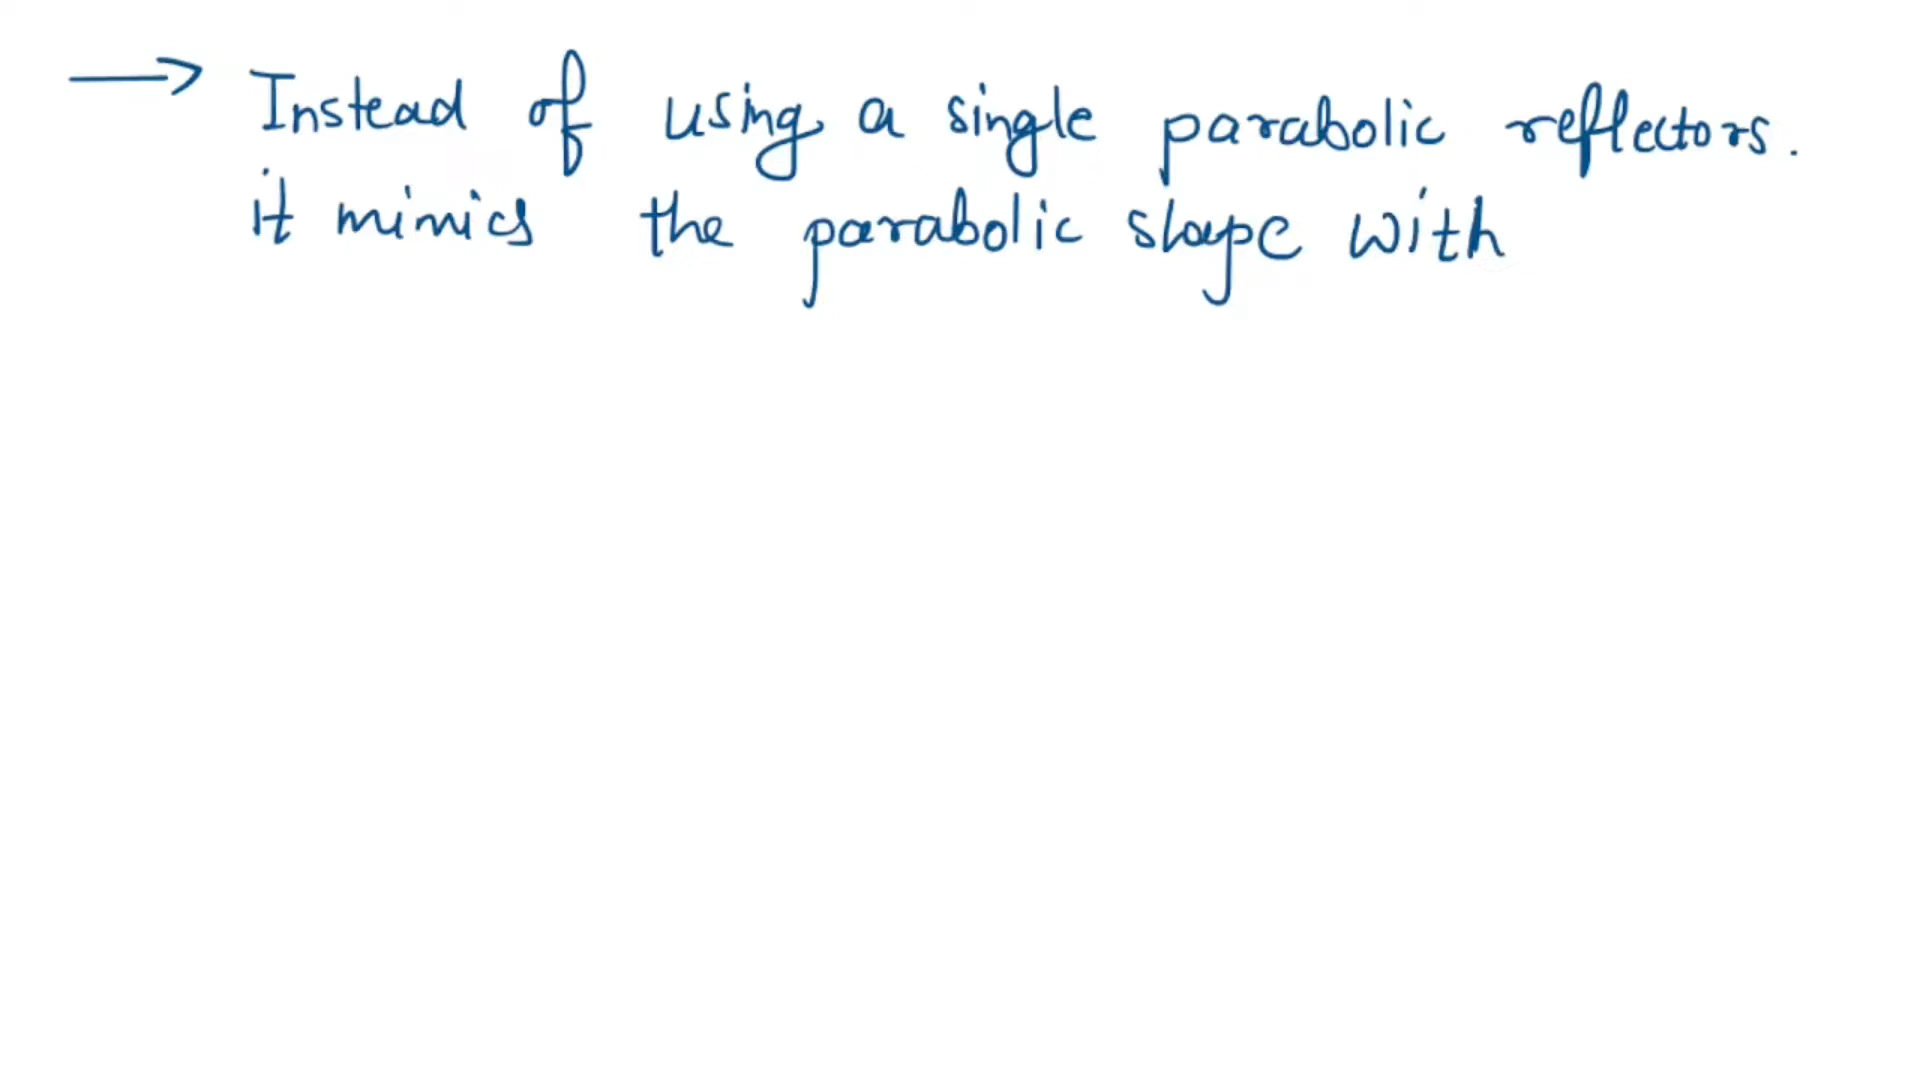 → Instead of using a single parabolic reflectors.
it mimics the parabolic shape with